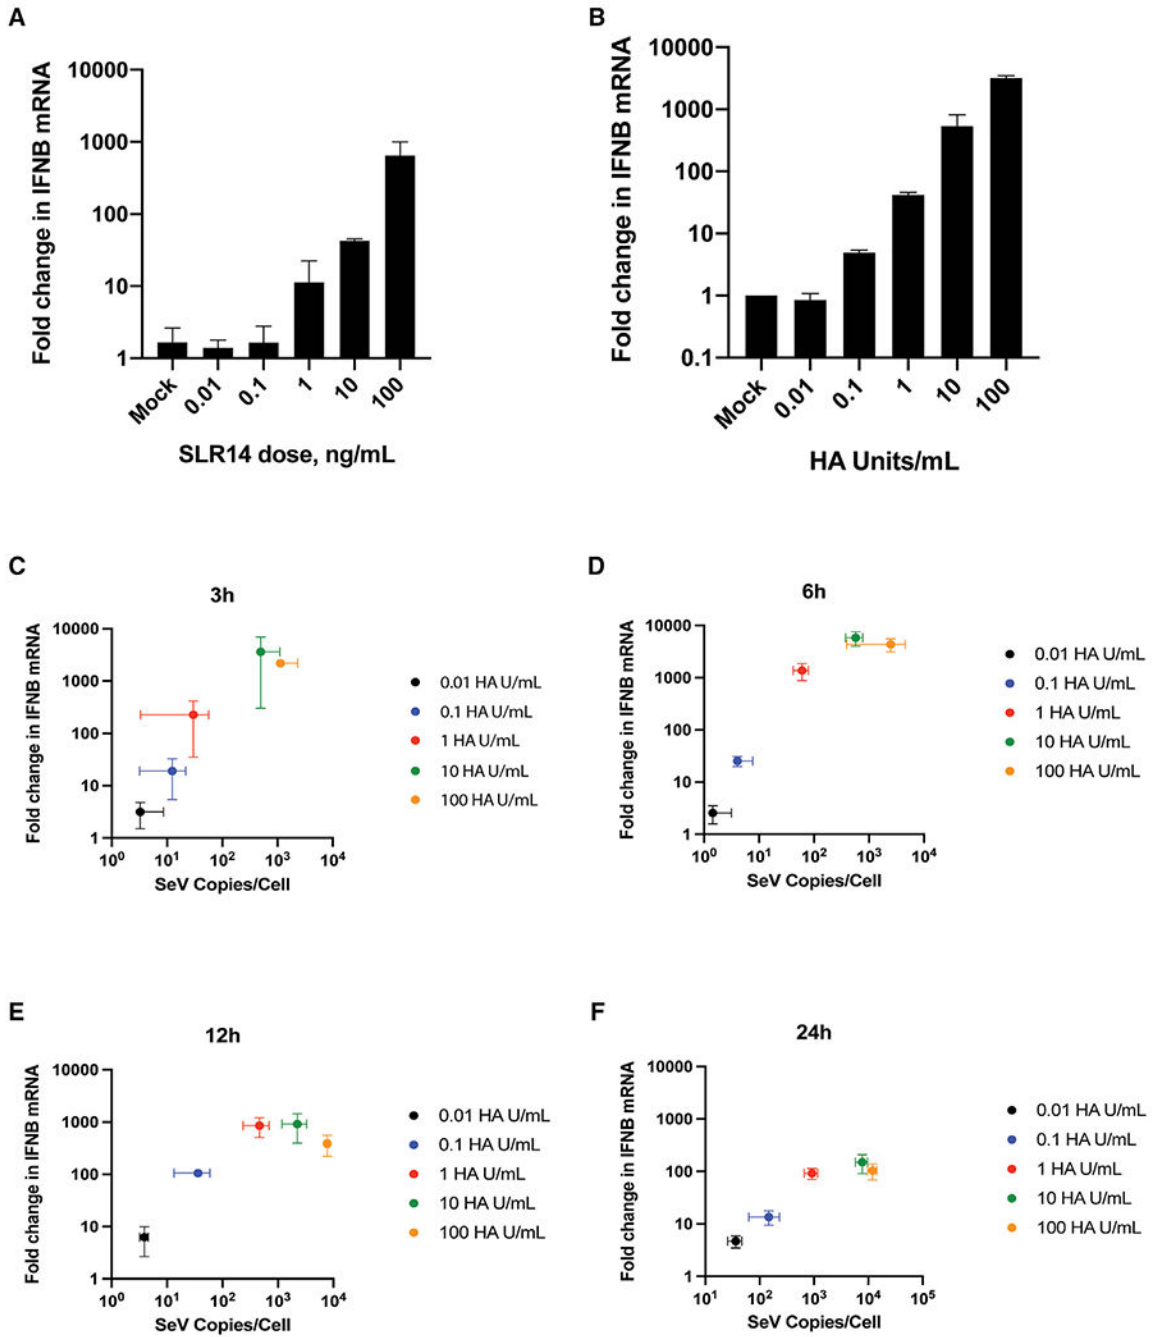 A
Fold change in IFNB mRNA
10000
1000
100
10
1
Mock
0.01
0.1
1
10
100
SLR14 dose, ng/mL
B
Fold change in IFNB mRNA
10000
1000
100
10
1
0.1
Mock
0.01
0.1
1
10
100
HA Units/mL
C
3h
Fold change in IFNB mRNA
10000
1000
100
10
1
10⁰ 10¹ 10² 10³ 10⁴
SeV Copies/Cell
0.01 HA U/mL
0.1 HA U/mL
1 HA U/mL
10 HA U/mL
100 HA U/mL
D
6h
Fold change in IFNB mRNA
10000
1000
100
10
1
10⁰ 10¹ 10² 10³ 10⁴
SeV Copies/Cell
0.01 HA U/mL
0.1 HA U/mL
1 HA U/mL
10 HA U/mL
100 HA U/mL
E
12h
Fold change in IFNB mRNA
10000
1000
100
10
1
10⁰ 10¹ 10² 10³ 10⁴
SeV Copies/Cell
0.01 HA U/mL
0.1 HA U/mL
1 HA U/mL
10 HA U/mL
100 HA U/mL
F
24h
Fold change in IFNB mRNA
10000
1000
100
10
1
10¹ 10² 10³ 10⁴ 10⁵
SeV Copies/Cell
0.01 HA U/mL
0.1 HA U/mL
1 HA U/mL
10 HA U/mL
100 HA U/mL